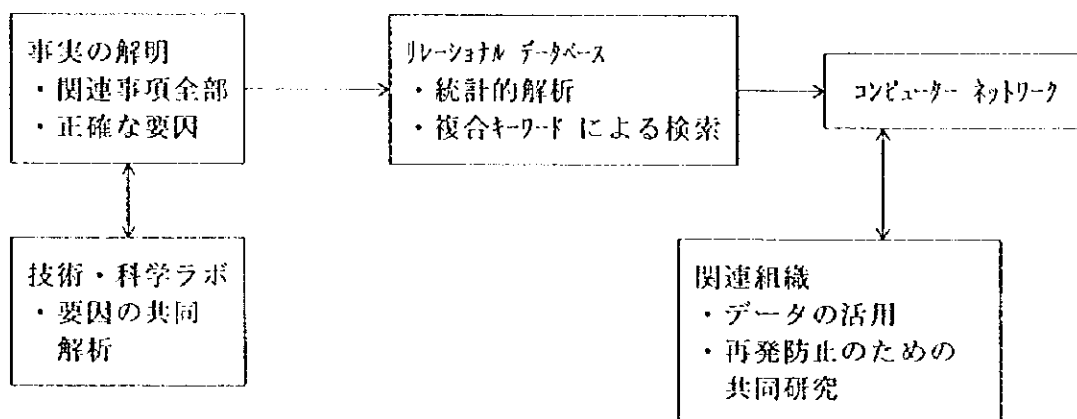 事実の解明
・関連事項全部
・正確な要因
リレーショナル データベース
・統計的解析
・複合キーワード による検索
コンピューター ネットワーク
技術・科学ラボ
・要因の共同
解析
関連組織
・データの活用
・再発防止のための
共同研究